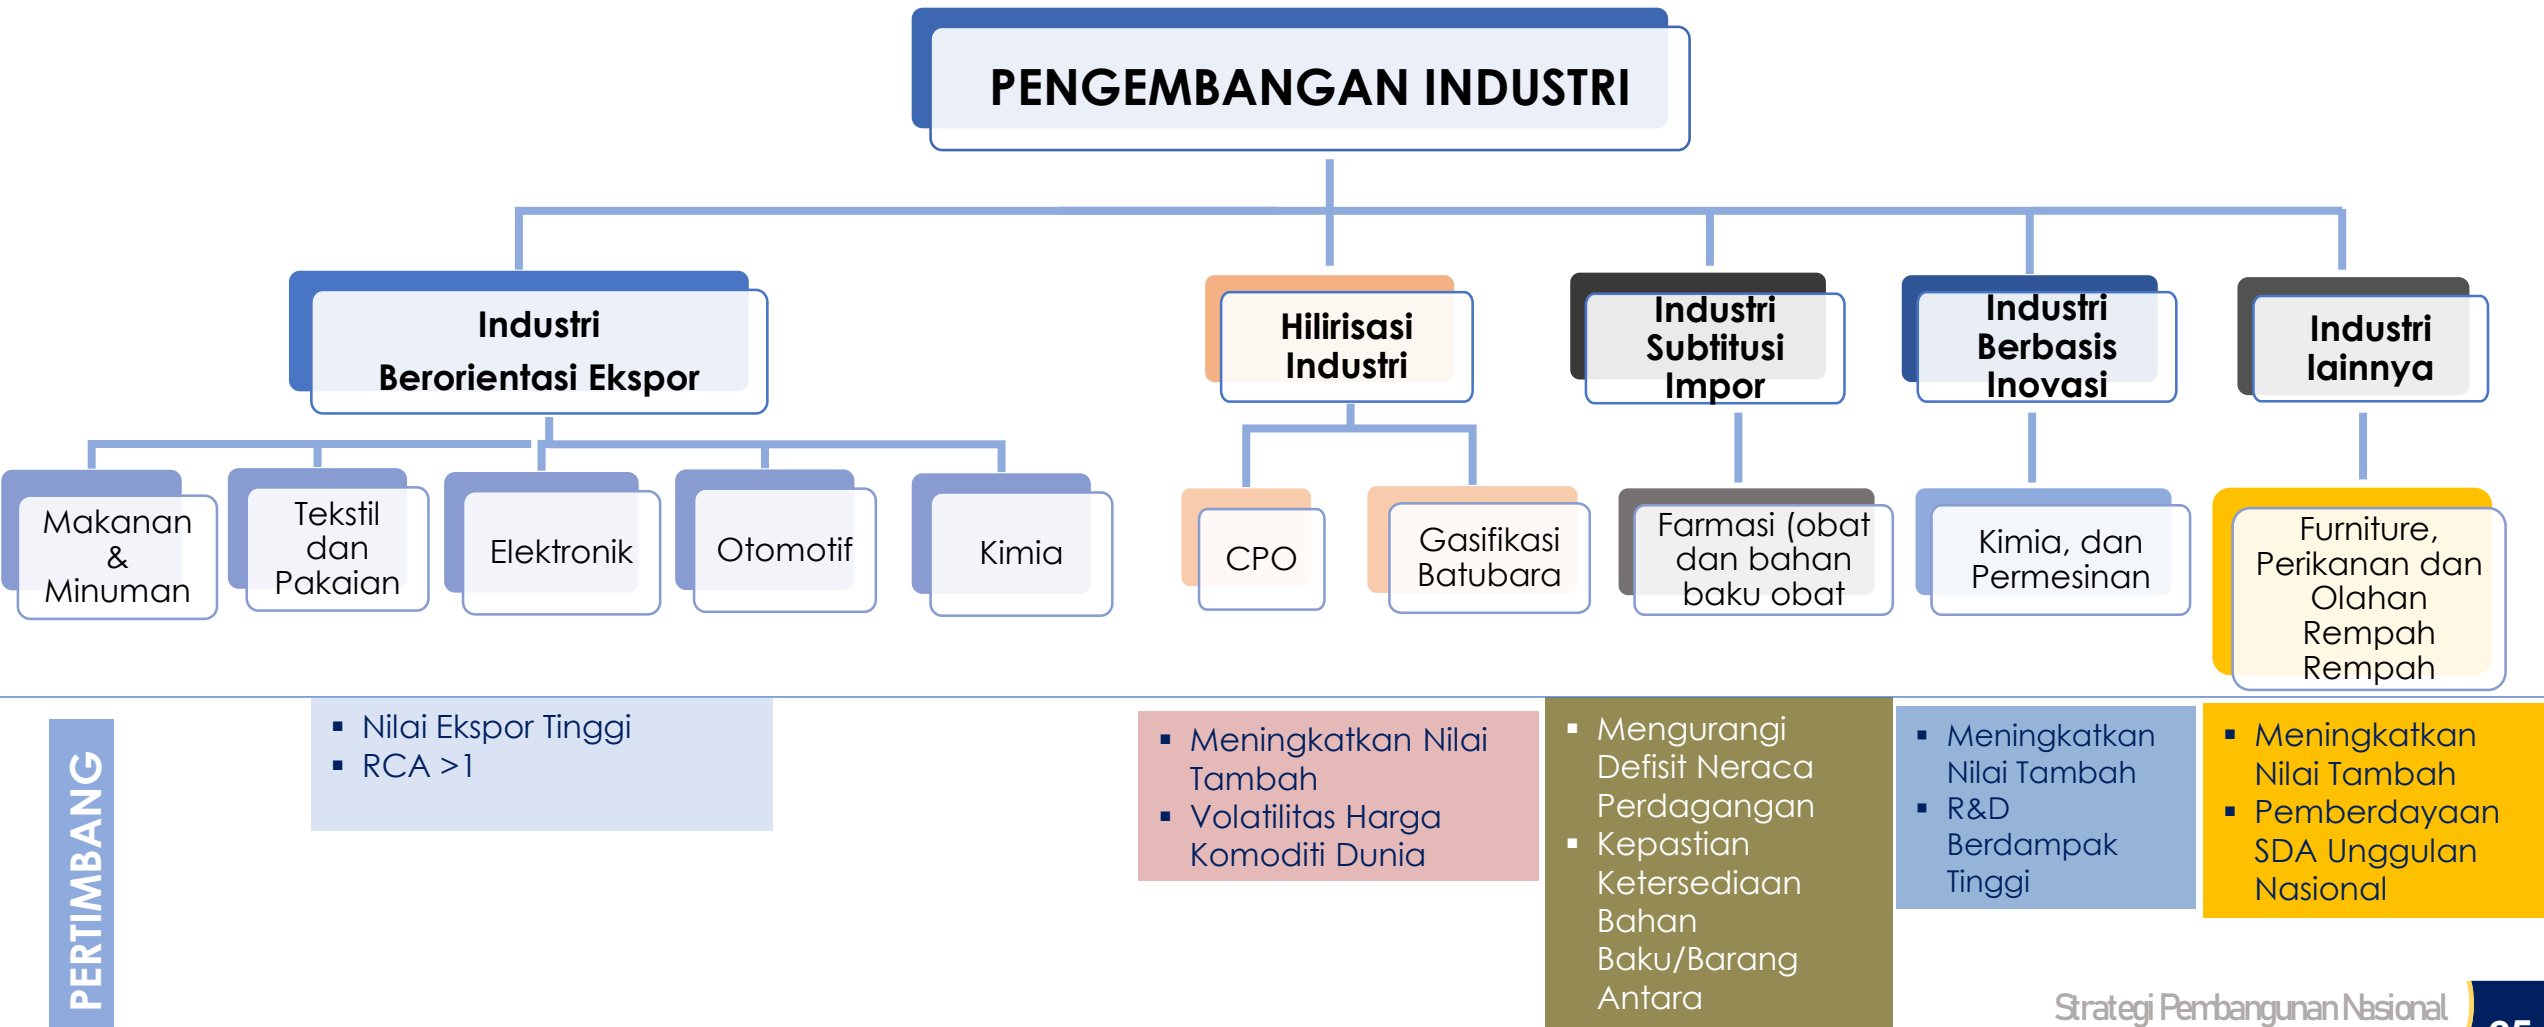 PENGEMBANGAN INDUSTRI
Industri
Berorientasi Ekspor
Hilirisasi
Industri
Industri
Subtitusi
Impor
Industri
Berbasis
Inovasi
Industri
lainnya
Makanan
&
Minuman
Tekstil
dan
Pakaian
Elektronik
Otomotif
Kimia
CPO
Gasifikasi
Batubara
Farmasi (obat
dan bahan
baku obat
Kimia, dan
Permesinan
Furniture,
Perikanan dan
Olahan
Rempah
Rempah
PERTIMBANG
▪ Nilai Ekspor Tinggi
▪ RCA >1
▪ Meningkatkan Nilai
Tambah
▪ Volatilitas Harga
Komoditi Dunia
▪ Mengurangi
Defisit Neraca
Perdagangan
▪ Kepastian
Ketersediaan
Bahan
Baku/Barang
Antara
▪ Meningkatkan
Nilai Tambah
▪ R&D
Berdampak
Tinggi
▪ Meningkatkan
Nilai Tambah
▪ Pemberdayaan
SDA Unggulan
Nasional
Strategi Pembangunan Nasional